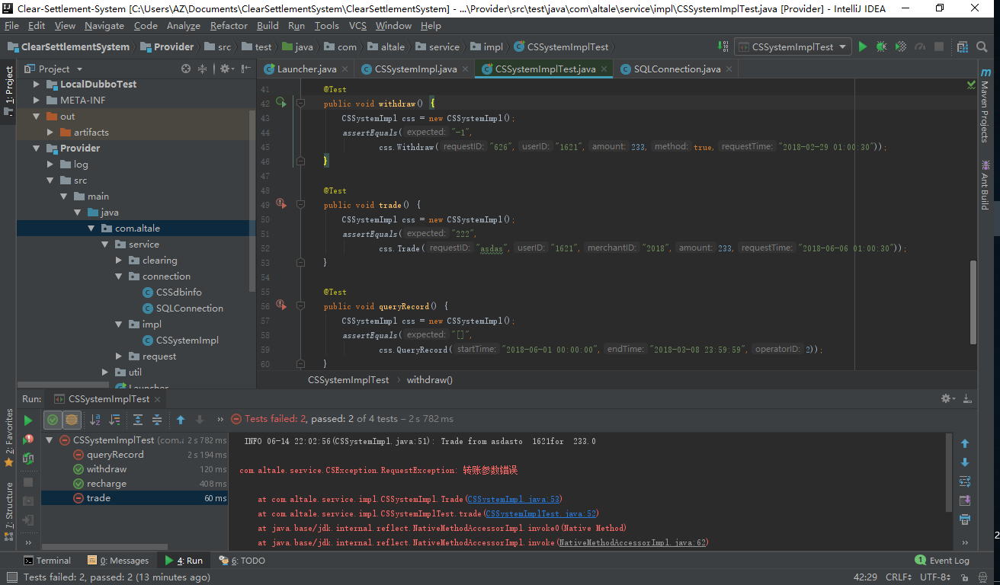 Clear-Settlement-System [C:\Users\AZ\Documents\ClearSettlementSystem\ClearSettlementSystem] - ...\Provider\src\test\java\com\altale\service\impl\CSSystemImplTest.java [Provider] - IntelliJ IDEA
File Edit View Navigate Code Analyze Refactor Build Run Tools VCS Window Help
ClearSettlementSystem Provider src test java com altale service impl CSSystemImplTest CSSystemImplTest
1: Project
Project
Launcher.java CSSystemImpl.java CSSystemImplTest.java SQLConnection.java
LocalDubboTest
META-INF
out
artifacts
Provider
log
src
main
java
com.altale
service
clearing
connection
CSSdbinfo
SQLConnection
impl
CSSystemImpl
request
util
Launcher
41 @Test
42 public void withdraw() {
43 CSSystemImpl css = new CSSystemImpl();
44 assertEquals( expected: "-1",
45 css.Withdraw( requestID: "626", userID: "1621", amount: 233, method: true, requestTime: "2018-02-29 01:00:30"));
46 }
47
48 @Test
49 public void trade() {
50 CSSystemImpl css = new CSSystemImpl();
51 assertEquals( expected: "222",
52 css.Trade( requestID: "asdas", userID: "1621", merchantID: "2018", amount: 233, requestTime: "2018-06-06 01:00:30"));
53 }
54
55 @Test
56 public void queryRecord() {
57 CSSystemImpl css = new CSSystemImpl();
58 assertEquals( expected: "[]",
59 css.QueryRecord( startTime: "2018-06-01 00:00:00", endTime: "2018-03-08 23:59:59", operatorID: 2));
60 }
CSSystemImplTest › withdraw()
Maven Projects
Ant Build
Run: CSSystemImplTest
» Tests failed: 2, passed: 2 of 4 tests – 2 s 782 ms
CSSystemImplTest (com.a 2 s 782 ms
queryRecord 2 s 194 ms
withdraw 120 ms
recharge 408 ms
trade 60 ms
INFO 06-14 22:02:56(CSSystemImpl.java:51): Trade from asdasto 1621for 233.0
com.altale.service.CSException.RequestException: 转账参数错误
at com.altale.service.impl.CSSystemImpl.Trade(CSSystemImpl.java:53)
at com.altale.service.impl.CSSystemImplTest.trade(CSSystemImplTest.java:52)
at java.base/jdk.internal.reflect.NativeMethodAccessorImpl.invoke0(Native Method)
at java.base/jdk.internal.reflect.NativeMethodAccessorImpl.invoke(NativeMethodAccessorImpl.java:62)
2: Favorites
7: Structure
Terminal 0: Messages 4: Run 6: TODO 1 Event Log
Tests failed: 2, passed: 2 (13 minutes ago) 42:29 CRLF UTF-8
2